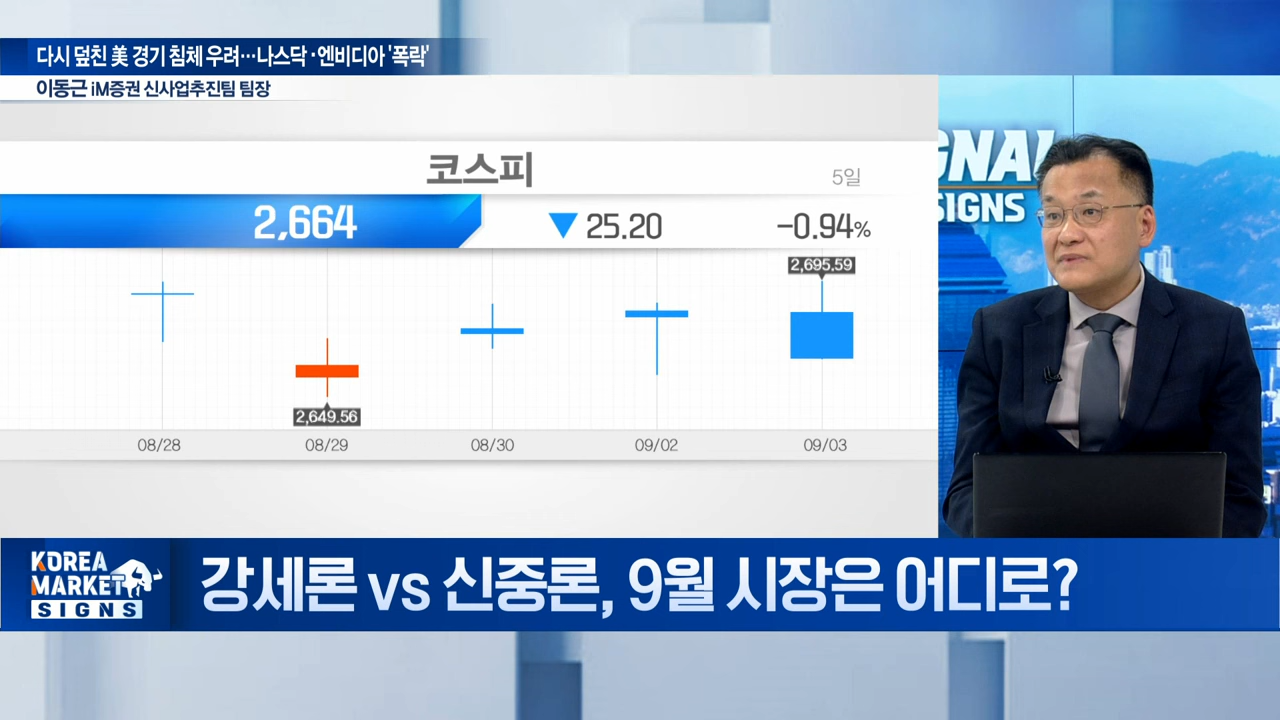 다시 덮친 美 경기 침체 우려…나스닥·엔비디아 '폭락'
이동근 iM증권 신사업추진팀 팀장
코스피
5일
2,664 ▼ 25.20 -0.94%
2,695.59
2,649.56
08/28 08/29 08/30 09/02 09/03
GNAL
SIGNS
KOREA
MARKET
SIGNS
강세론 vs 신중론, 9월 시장은 어디로?